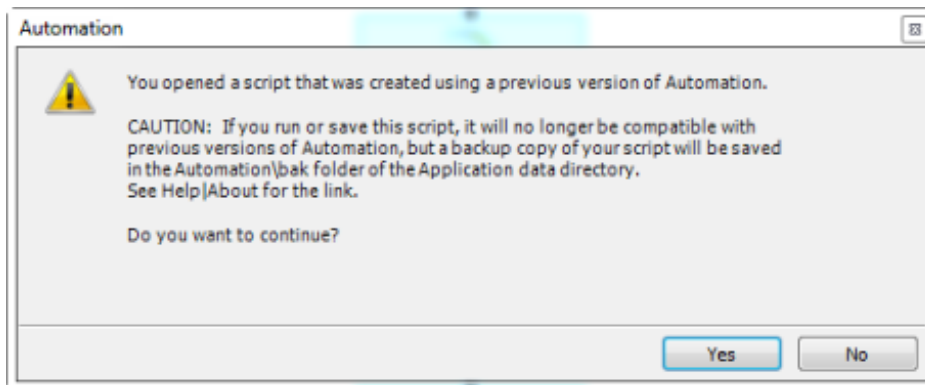 Automation
You opened a script that was created using a previous version of Automation.
CAUTION: If you run or save this script, it will no longer be compatible with
previous versions of Automation, but a backup copy of your script will be saved
in the Automation\bak folder of the Application data directory.
See Help|About for the link.
Do you want to continue?
Yes No